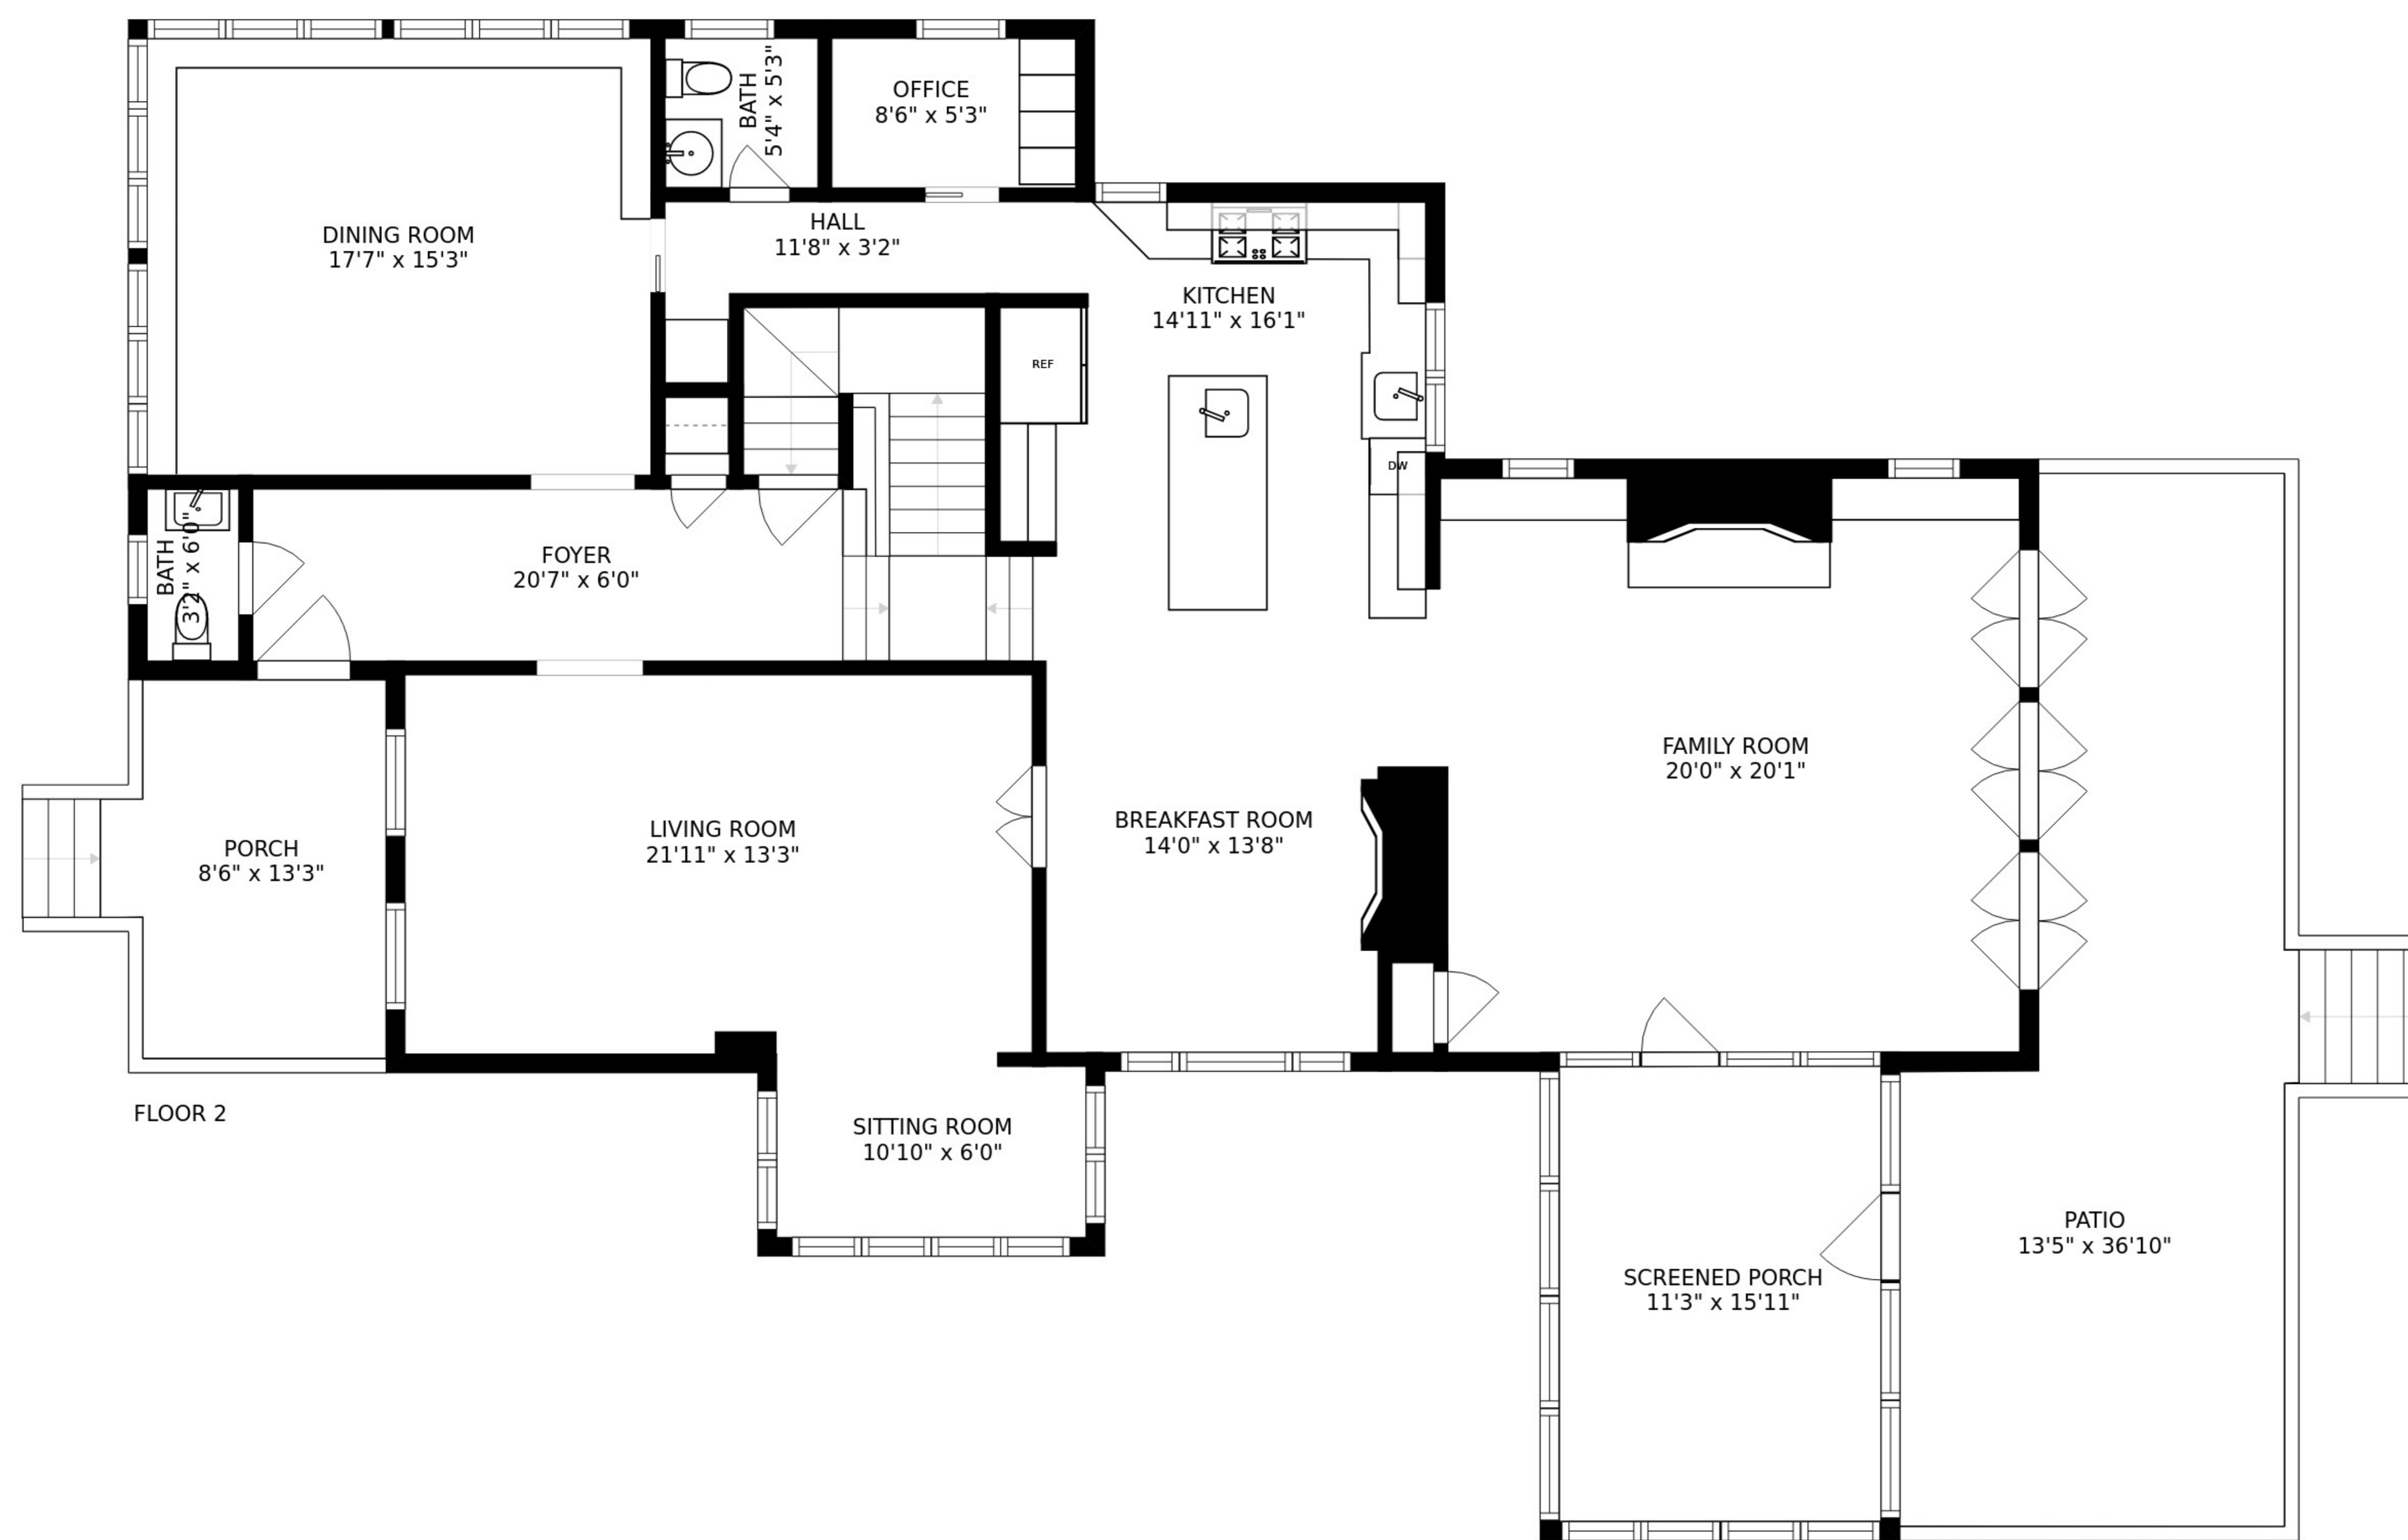 BATH
5'4" x 5'3"
OFFICE
8'6" x 5'3"
DINING ROOM
17'7" x 15'3"
HALL
11'8" x 3'2"
KITCHEN
14'11" x 16'1"
REF
DW
BATH
3'2" x 6'0"
FOYER
20'7" x 6'0"
FAMILY ROOM
20'0" x 20'1"
PORCH
8'6" x 13'3"
LIVING ROOM
21'11" x 13'3"
BREAKFAST ROOM
14'0" x 13'8"
FLOOR 2
SITTING ROOM
10'10" x 6'0"
SCREENED PORCH
11'3" x 15'11"
PATIO
13'5" x 36'10"